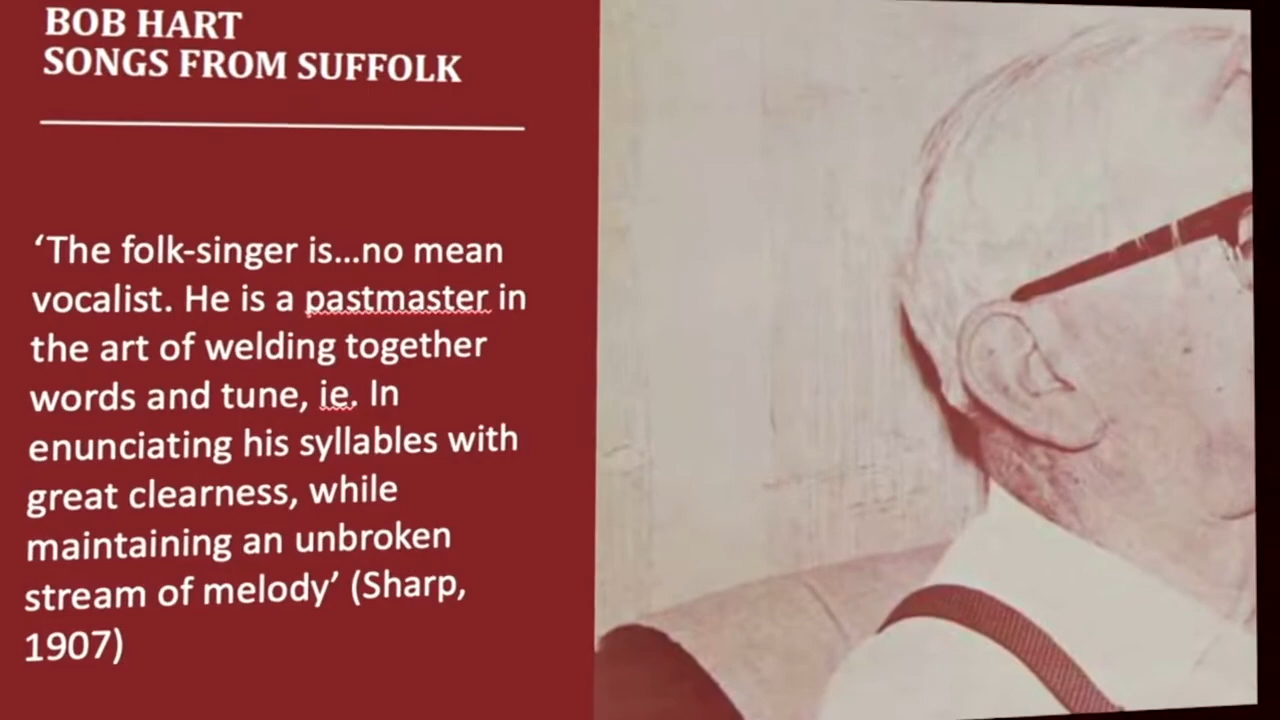 BOB HART
SONGS FROM SUFFOLK
‘The folk-singer is...no mean
vocalist. He is a pastmaster in
the art of welding together
words and tune, ie. In
enunciating his syllables with
great clearness, while
maintaining an unbroken
stream of melody’ (Sharp,
1907)